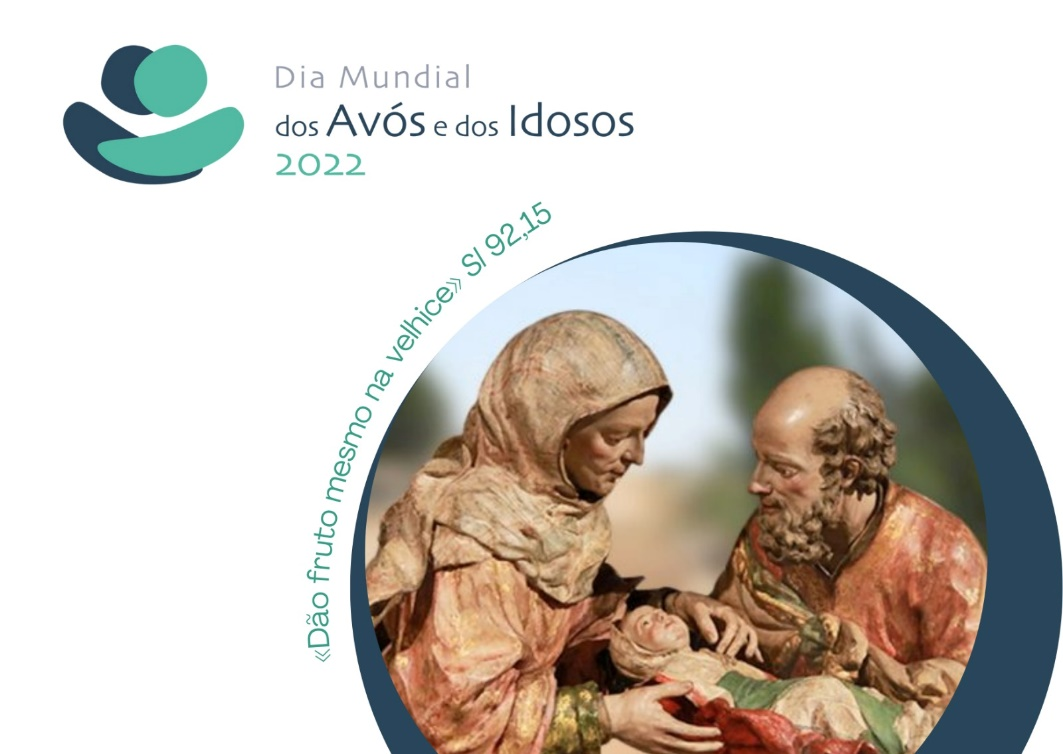 Dia Mundial
dos Avós e dos Idosos
2022
«Dão fruto mesmo na velhice» Sl 92,15